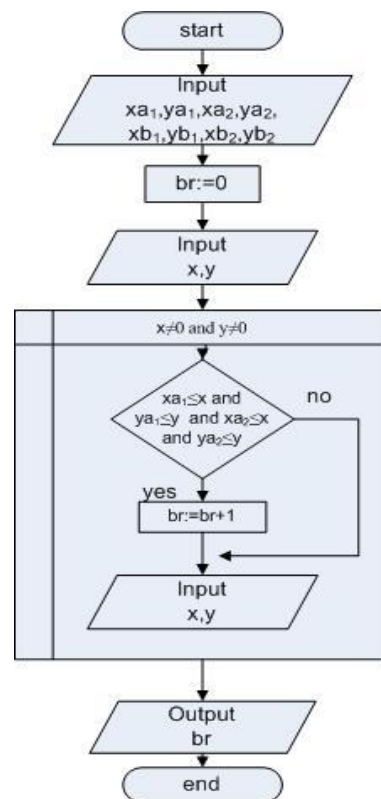 start
Input
xa₁,ya₁,xa₂,ya₂,
xb₁,yb₁,xb₂,yb₂
br:=0
Input
x,y
x≠0 and y≠0
xa₁≤x and
ya₁≤y and xa₂≤x
and ya₂≤y
no
yes
br:=br+1
Input
x,y
Output
br
end